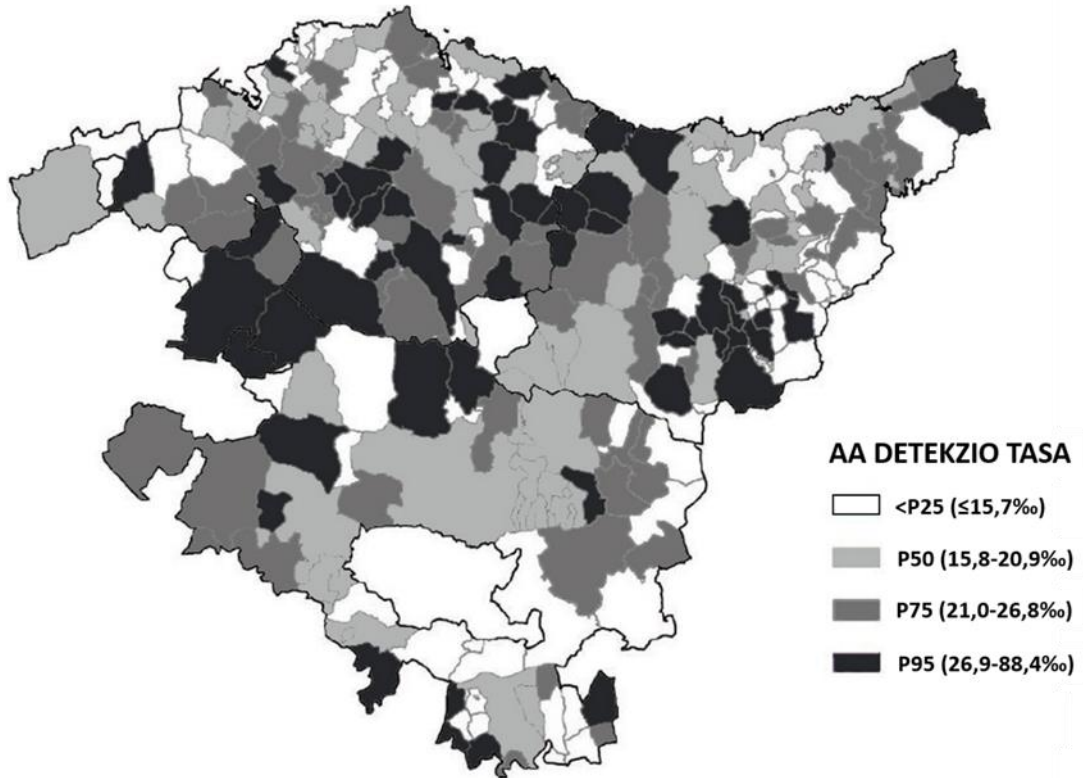 AA DETEKZIO TASA
<P25 (≤15,7‰)
P50 (15,8-20,9‰)
P75 (21,0-26,8‰)
P95 (26,9-88,4‰)